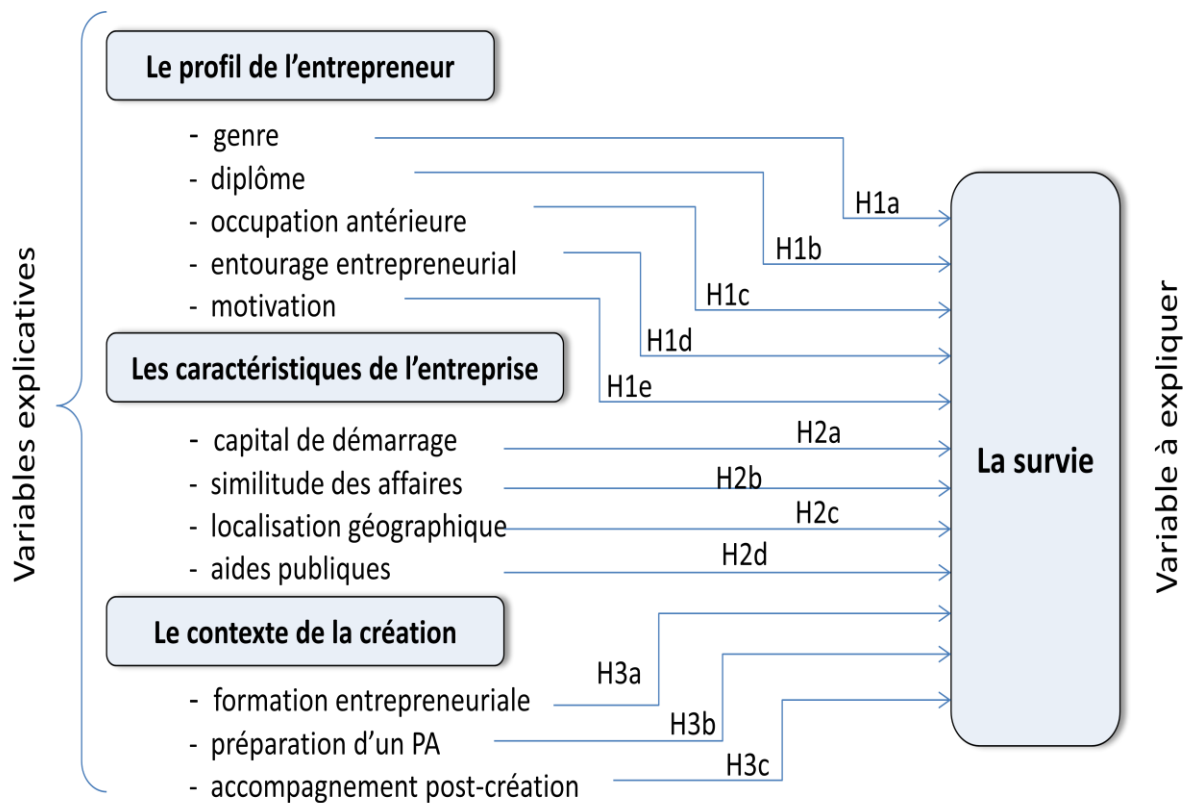 Variables explicatives
Le profil de l'entrepreneur
- genre
- diplôme
- occupation antérieure
- entourage entrepreneurial
- motivation
Les caractéristiques de l'entreprise
- capital de démarrage
- similitude des affaires
- localisation géographique
- aides publiques
Le contexte de la création
- formation entrepreneuriale
- préparation d'un PA
- accompagnement post-création
H1a
H1b
H1c
H1d
H1e
H2a
H2b
H2c
H2d
H3a
H3b
H3c
La survie
Variable à expliquer